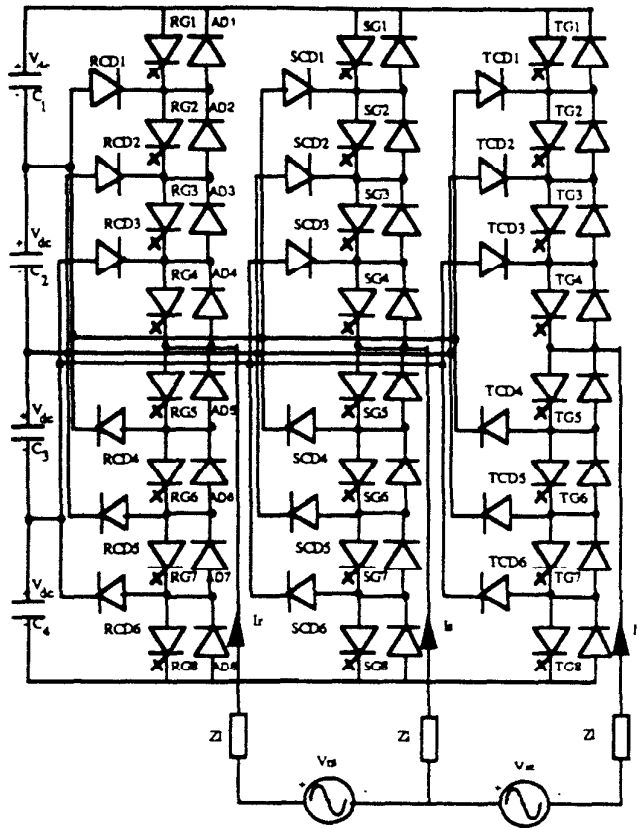 RG1 AD1 SG1 TG1
Vdc RCD1 SCD1 TCD1
+
- C1 RG2 AD2 SG2
RCD2 SCD2 TG2 TCD2
RG3 AD3 SG3 TG3
Vdc RCD3 SCD3 TCD3
+
- C2 RG4 AD4 SG4 TG4
Vdc
+
- C3
RG5 AD5 SG5 TCD4 TG5
RCD4 SCD4
RG6 AD6 SG6 TCD5 TG6
RCD5 SCD5
Vdc RG7 AD7 SG7 TCD6 TG7
+
- C4 RCD6 SCD6
Ir Is
RG8 AD8 SG8 TG8
Zl Zl Zl
+ - + -